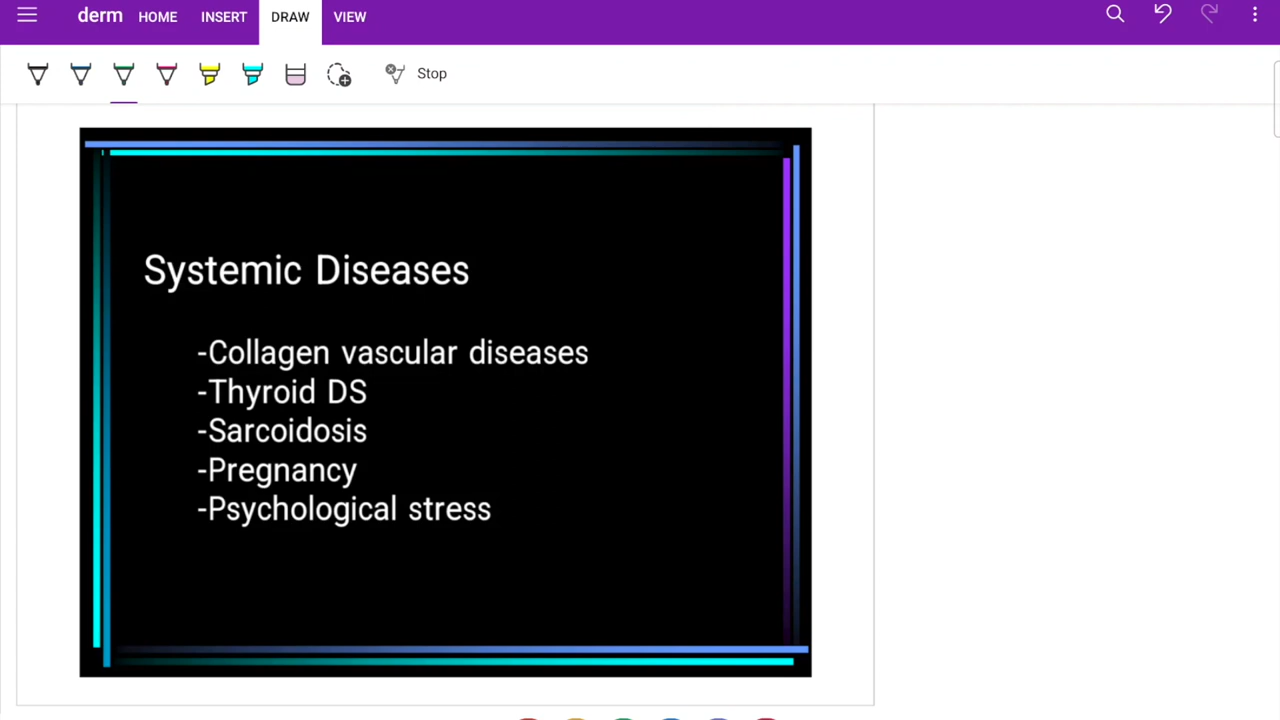 derm HOME INSERT DRAW VIEW
Stop
Systemic Diseases
-Collagen vascular diseases
-Thyroid DS
-Sarcoidosis
-Pregnancy
-Psychological stress